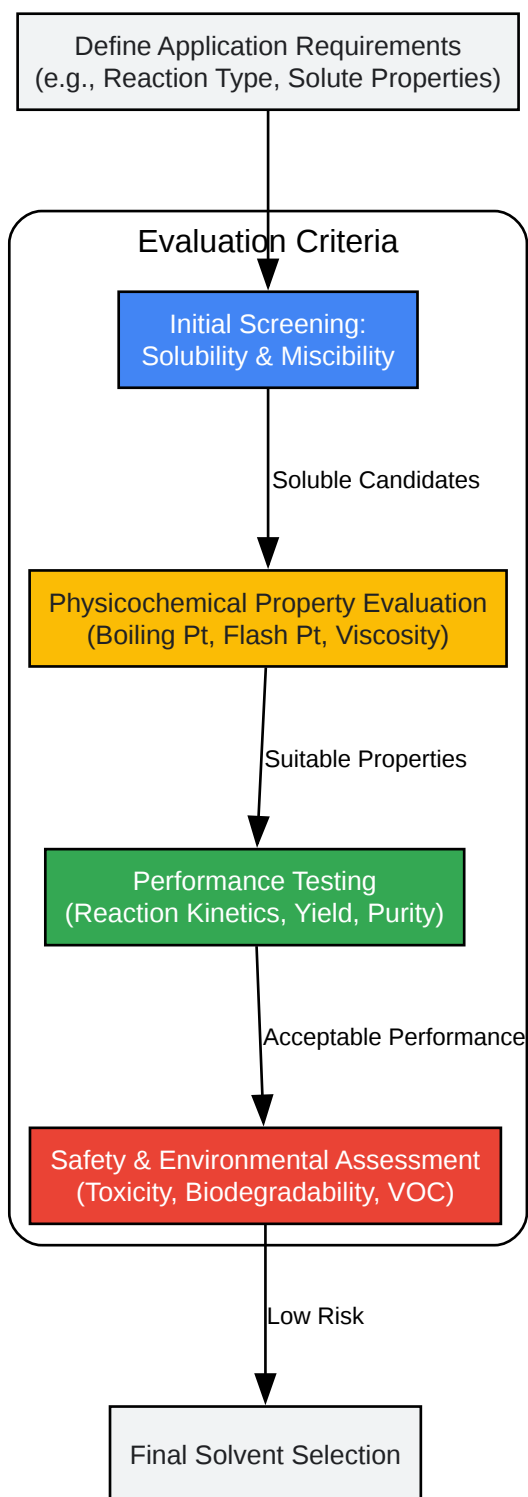 Define Application Requirements
(e.g., Reaction Type, Solute Properties)
Evaluation Criteria
Initial Screening:
Solubility & Miscibility
Soluble Candidates
Physicochemical Property Evaluation
(Boiling Pt, Flash Pt, Viscosity)
Suitable Properties
Performance Testing
(Reaction Kinetics, Yield, Purity)
Acceptable Performance
Safety & Environmental Assessment
(Toxicity, Biodegradability, VOC)
Low Risk
Final Solvent Selection